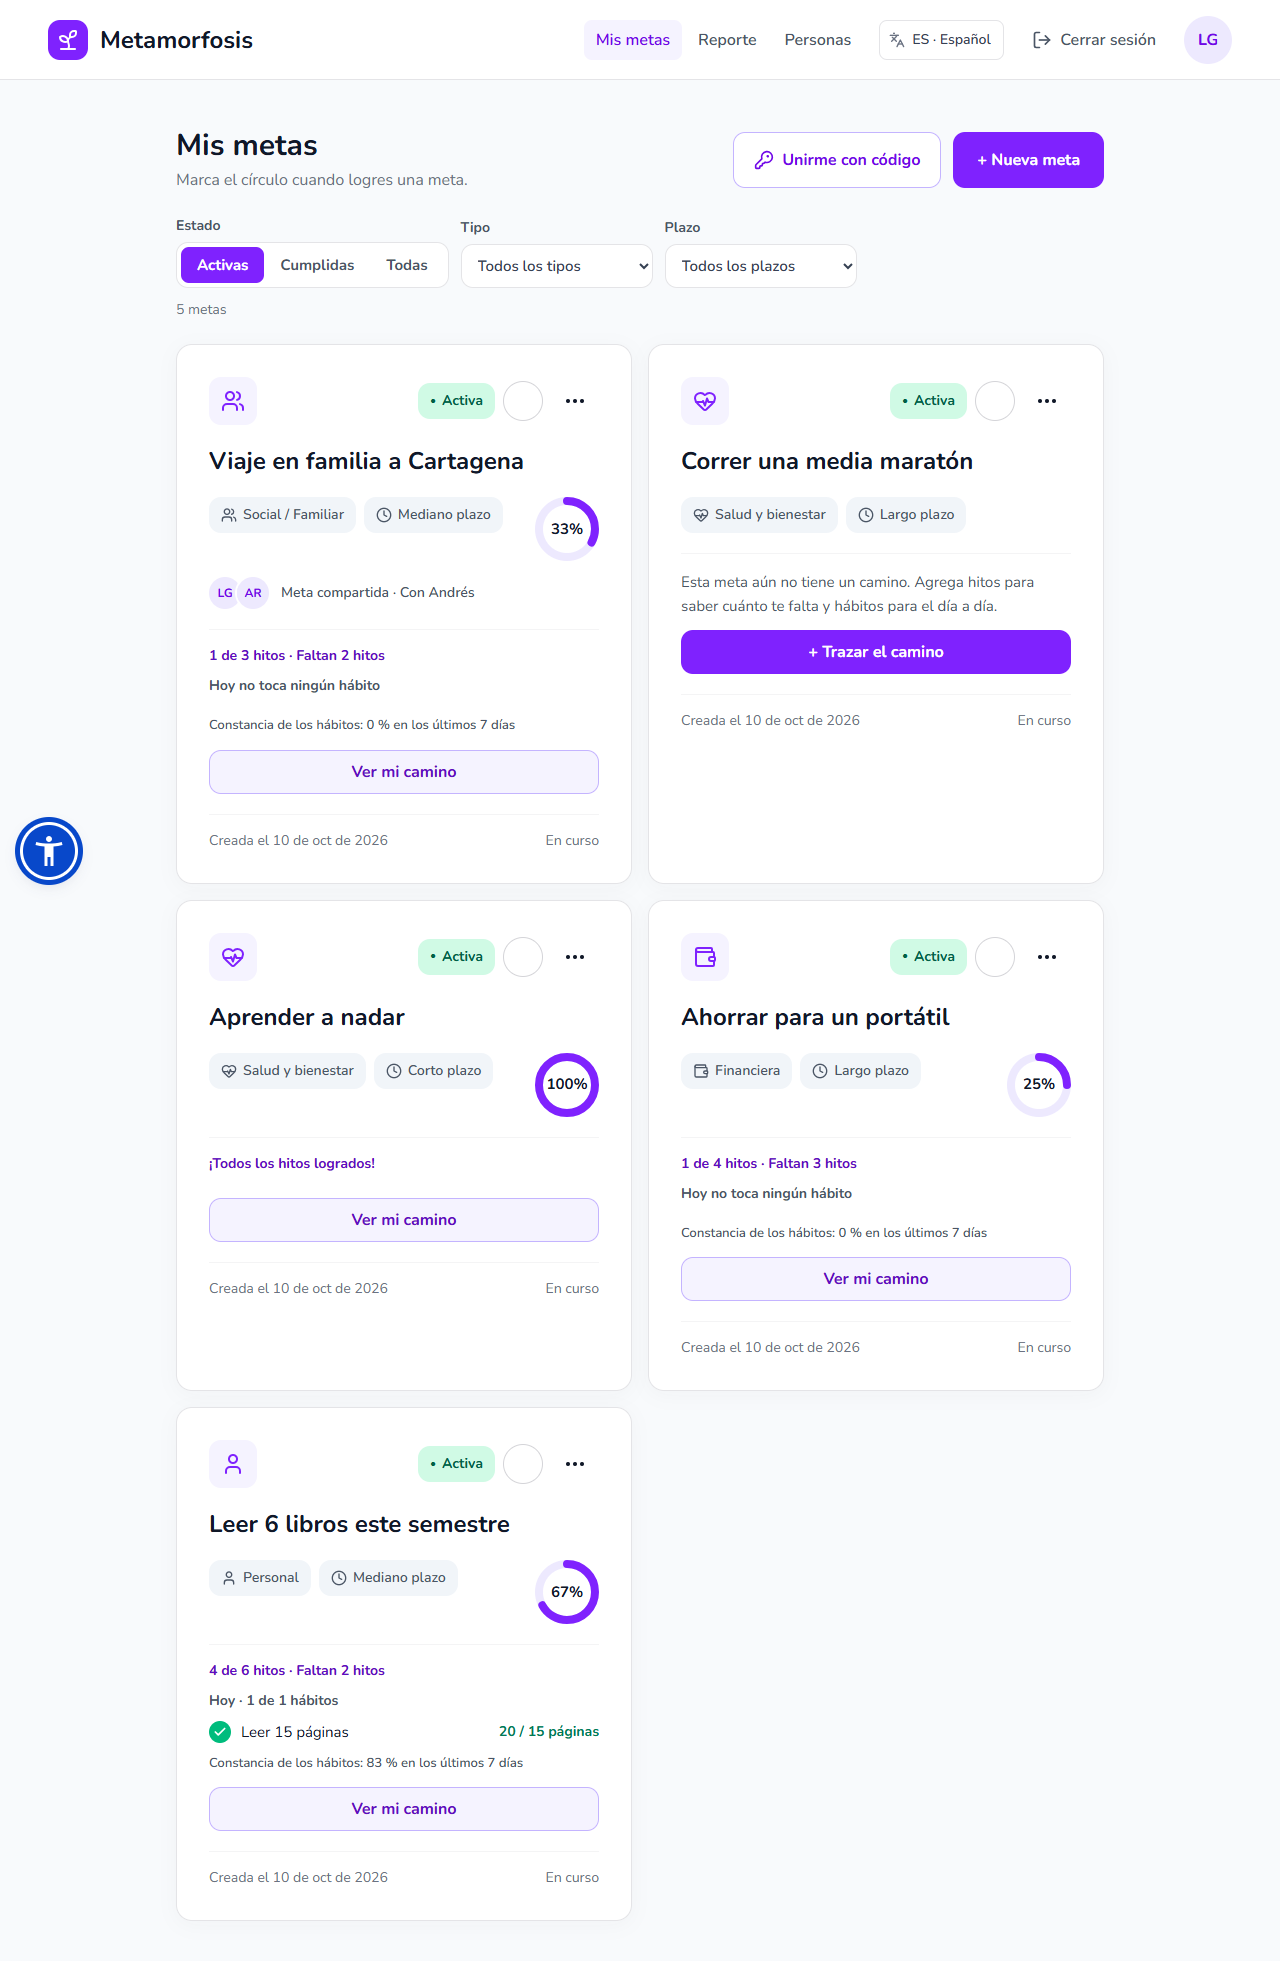 Metamorfosis
Mis metas
Reporte
Personas
ES · Español
Cerrar sesión
LG
Mis metas
Marca el círculo cuando logres una meta.
Unirme con código
+ Nueva meta
Estado
Activas
Cumplidas
Todas
Tipo
Todos los tipos
Plazo
Todos los plazos
5 metas
• Activa
Viaje en familia a Cartagena
Social / Familiar
Mediano plazo
33%
LG
AR
Meta compartida · Con Andrés
1 de 3 hitos · Faltan 2 hitos
Hoy no toca ningún hábito
Constancia de los hábitos: 0 % en los últimos 7 días
Ver mi camino
Creada el 10 de oct de 2026
En curso
• Activa
Correr una media maratón
Salud y bienestar
Largo plazo
Esta meta aún no tiene un camino. Agrega hitos para
saber cuánto te falta y hábitos para el día a día.
+ Trazar el camino
Creada el 10 de oct de 2026
En curso
• Activa
Aprender a nadar
Salud y bienestar
Corto plazo
100%
¡Todos los hitos logrados!
Ver mi camino
Creada el 10 de oct de 2026
En curso
• Activa
Ahorrar para un portátil
Financiera
Largo plazo
25%
1 de 4 hitos · Faltan 3 hitos
Hoy no toca ningún hábito
Constancia de los hábitos: 0 % en los últimos 7 días
Ver mi camino
Creada el 10 de oct de 2026
En curso
• Activa
Leer 6 libros este semestre
Personal
Mediano plazo
67%
4 de 6 hitos · Faltan 2 hitos
Hoy · 1 de 1 hábitos
Leer 15 páginas
20 / 15 páginas
Constancia de los hábitos: 83 % en los últimos 7 días
Ver mi camino
Creada el 10 de oct de 2026
En curso